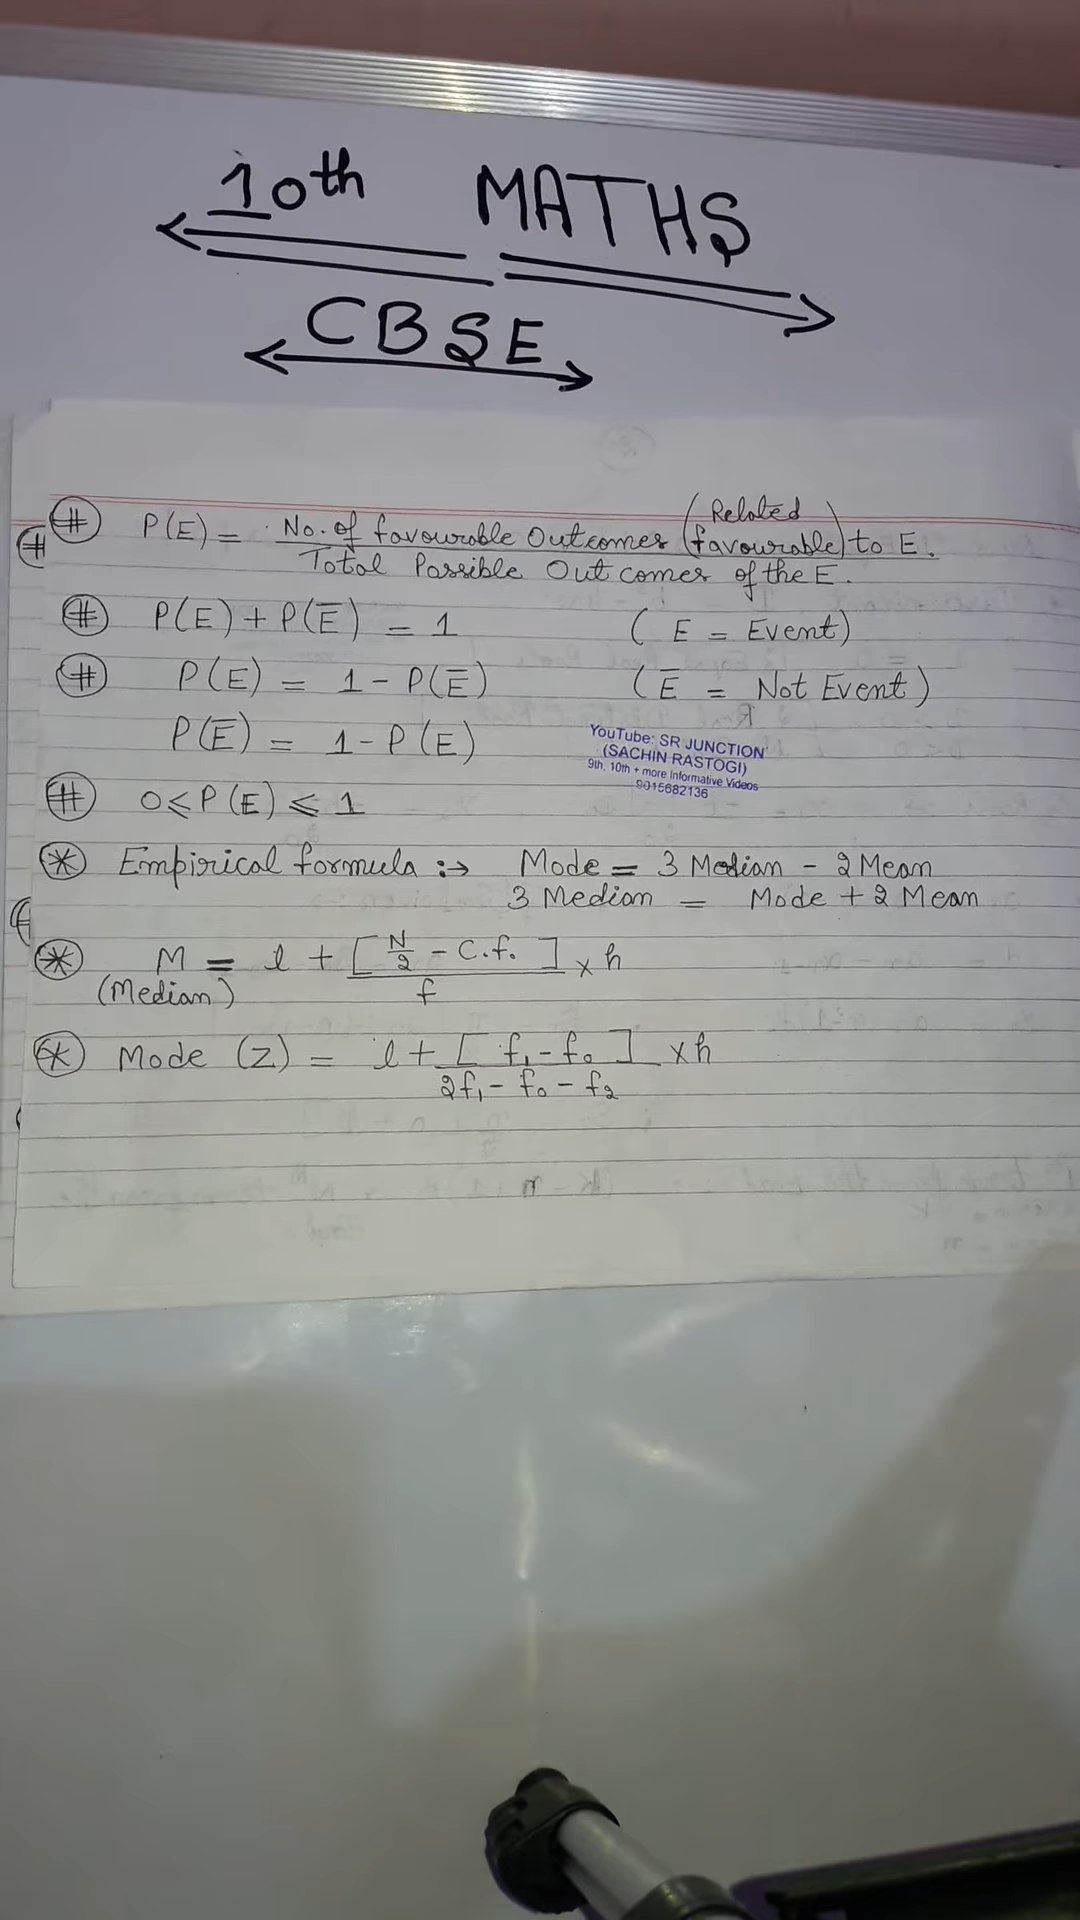 10th MATHS
CBSE
# P(E) = No. of favourable Outcomes (Related favourable) to E.
Total Possible Outcomes of the E.
# P(E) + P(E̅) = 1 ( E = Event)
# P(E) = 1 - P(E̅) (E̅ = Not Event)
P(E̅) = 1 - P(E)
YouTube: SR JUNCTION
(SACHIN RASTOGI)
9th, 10th + more Informative Videos
9015682136
# 0 ⩽ P(E) ⩽ 1
* Empirical formula :→ Mode = 3 Median - 2 Mean
3 Median = Mode + 2 Mean
* M = l + [N/2 - C.f.] × h
(Median) f
* Mode (Z) = l + [f₁ - f₀] × h
2f₁ - f₀ - f₂